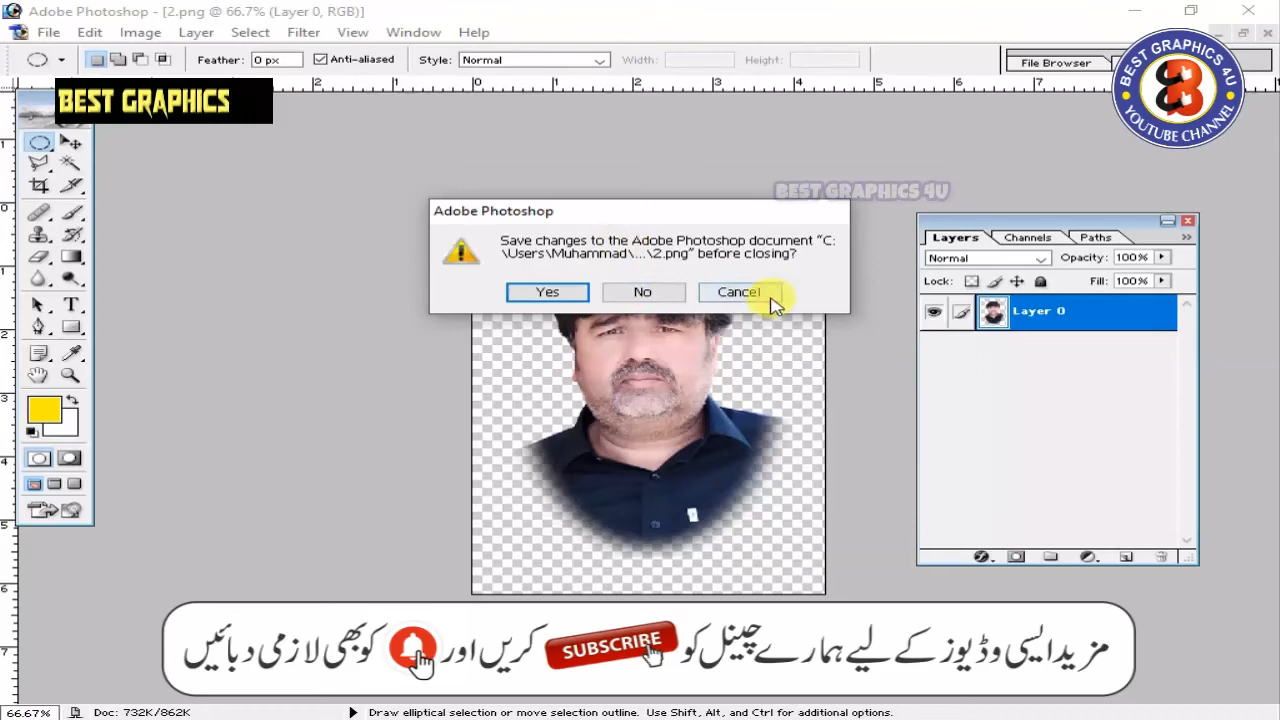 Adobe Photoshop - [2.png @ 66.7% (Layer 0, RGB)]
File Edit Image Layer Select Filter View Window Help
Feather: 0 px Anti-aliased Style: Normal Width: Height: File Browser
BEST GRAPHICS
BEST GRAPHICS 4U
YOUTUBE CHANNEL
BEST GRAPHICS 4U
Adobe Photoshop
Save changes to the Adobe Photoshop document "C:
\Users\Muhammad\...\2.png" before closing?
Yes No Cancel
Layers Channels Paths
Normal Opacity: 100%
Lock: Fill: 100%
Layer 0
مزید ایسی وڈیوز کے لیے ہمارے چینل کو SUBSCRIBE کریں اور کو بھی لازمی دبائیں
66.67% Doc: 732K/862K Draw elliptical selection or move selection outline. Use Shift, Alt, and Ctrl for additional options.